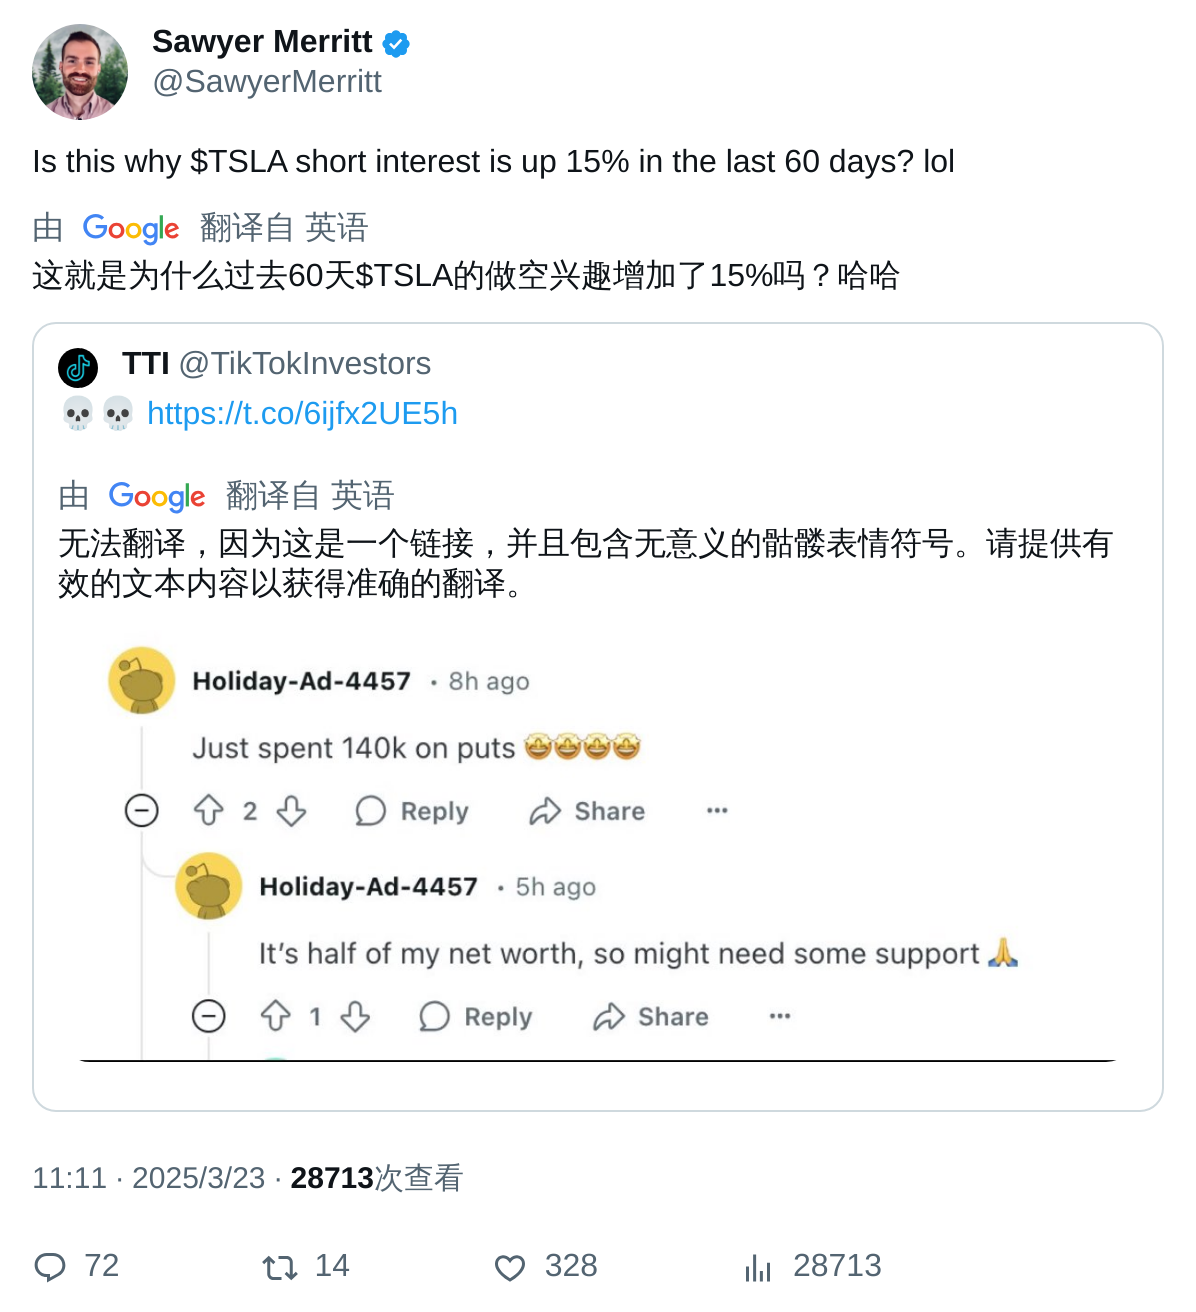 Sawyer Merritt
@SawyerMerritt
Is this why $TSLA short interest is up 15% in the last 60 days? lol
由 Google 翻译自 英语
这就是为什么过去60天$TSLA的做空兴趣增加了15%吗？哈哈
TTI @TikTokInvestors
💀💀 https://t.co/6ijfx2UE5h
由 Google 翻译自 英语
无法翻译，因为这是一个链接，并且包含无意义的骷髅表情符号。请提供有
效的文本内容以获得准确的翻译。
Holiday-Ad-4457 · 8h ago
Just spent 140k on puts 🤩🤩🤩🤩
2 Reply Share ···
Holiday-Ad-4457 · 5h ago
It's half of my net worth, so might need some support 🙏
1 Reply Share ···
11:11 · 2025/3/23 · 28713次查看
72 14 328 28713